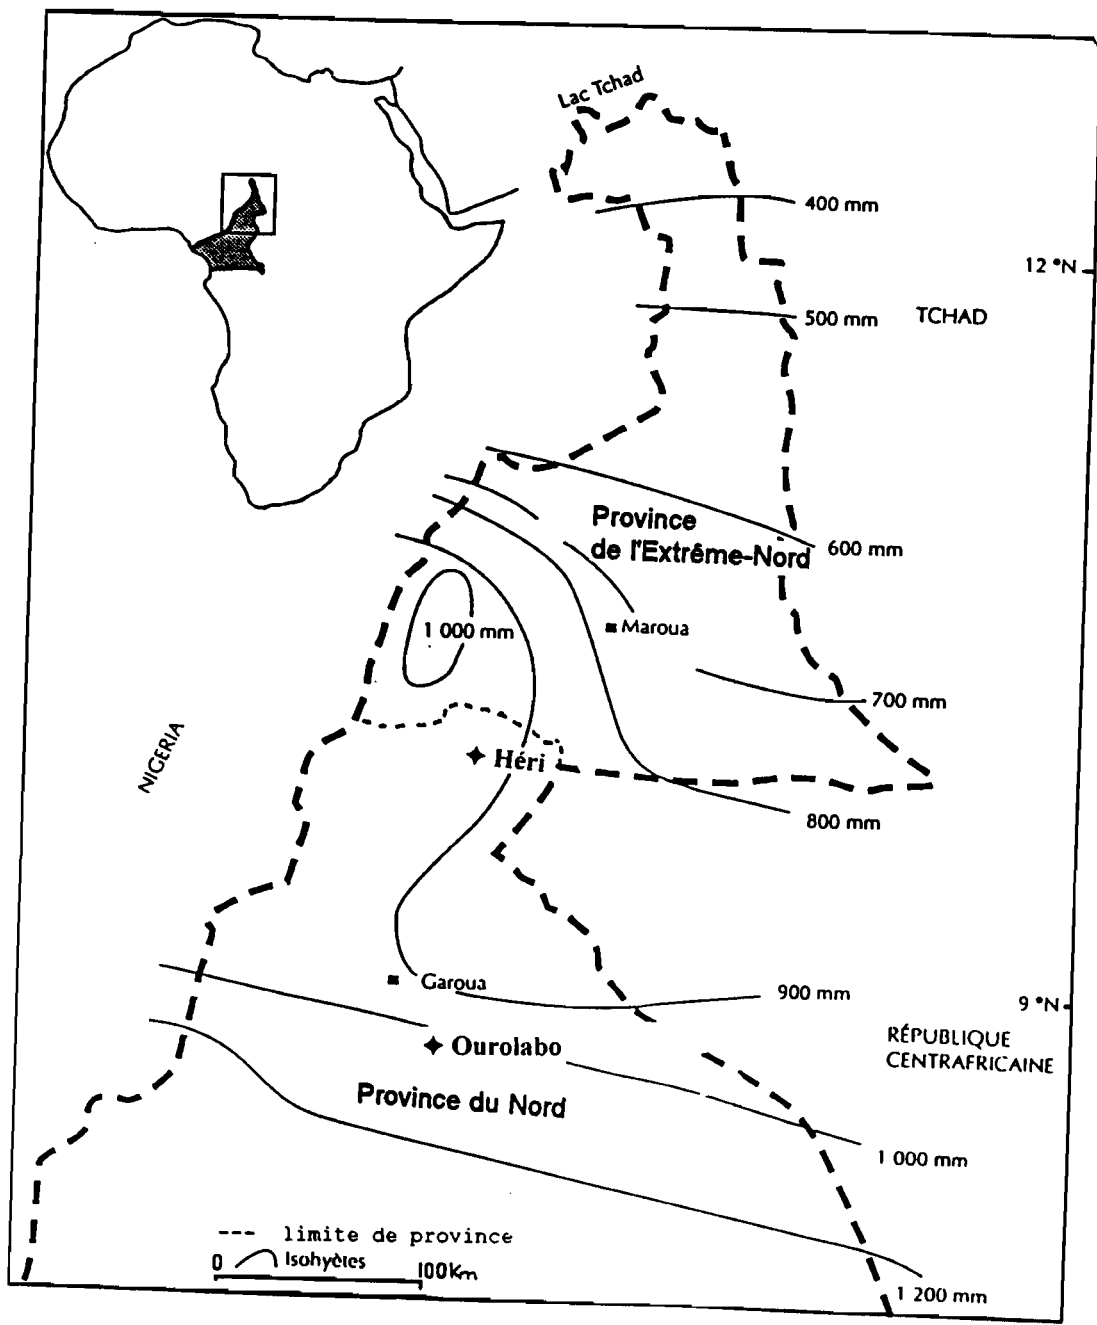 Lac Tchad
400 mm
12 °N
500 mm
TCHAD
Province
de l'Extrême-Nord
600 mm
1 000 mm
Maroua
700 mm
NIGERIA
Héri
800 mm
Garoua
900 mm
9 °N
RÉPUBLIQUE
CENTRAFRICAINE
Ourolabo
Province du Nord
1 000 mm
limite de province
Isohyètes
0 100Km
1 200 mm